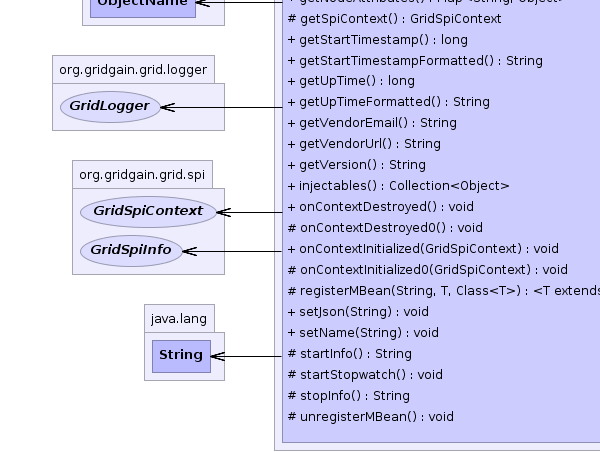 ObjectName
# getSpiContext() : GridSpiContext
+ getStartTimestamp() : long
+ getStartTimestampFormatted() : String
+ getUpTime() : long
+ getUpTimeFormatted() : String
+ getVendorEmail() : String
+ getVendorUrl() : String
+ getVersion() : String
+ injectables() : Collection<Object>
+ onContextDestroyed() : void
# onContextDestroyed0() : void
+ onContextInitialized(GridSpiContext) : void
# onContextInitialized0(GridSpiContext) : void
# registerMBean(String, T, Class<T>) : <T extends
+ setJson(String) : void
+ setName(String) : void
# startInfo() : String
# startStopwatch() : void
# stopInfo() : String
# unregisterMBean() : void
org.gridgain.grid.logger
GridLogger
org.gridgain.grid.spi
GridSpiContext
GridSpiInfo
java.lang
String